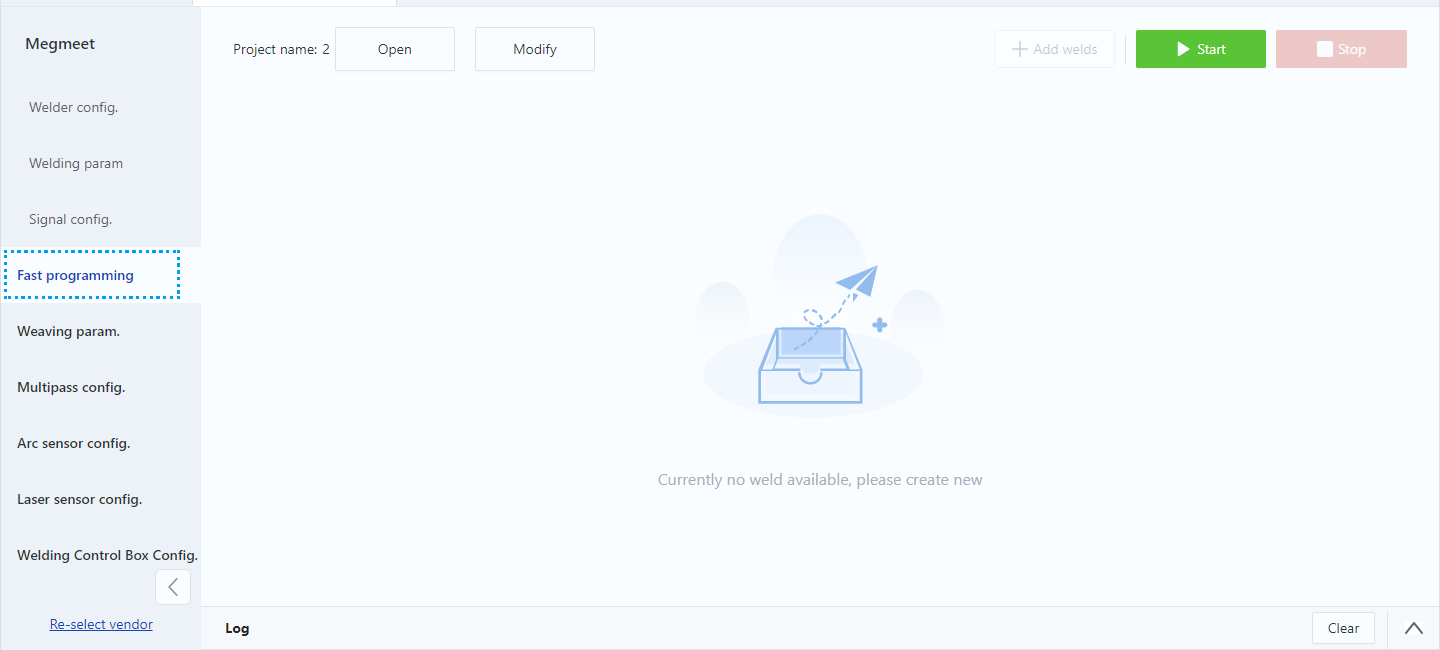 Megmeet
Welder config.
Welding param
Signal config.
Fast programming
Weaving param.
Multipass config.
Arc sensor config.
Laser sensor config.
Welding Control Box Config.
Re-select vendor
Project name: 2
Open
Modify
Add welds
Start
Stop
Currently no weld available, please create new
Log
Clear